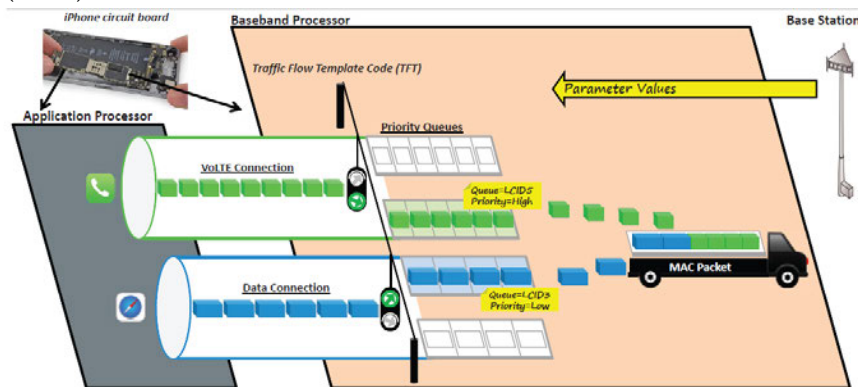 iPhone circuit board
Baseband Processor
Base Station
Traffic Flow Template Code (TFT)
Parameter Values
Application Processor
Priority Queues
VoLTE Connection
Queue=LCID5
Priority=High
MAC Packet
Data Connection
Queue=LCID3
Priority=Low